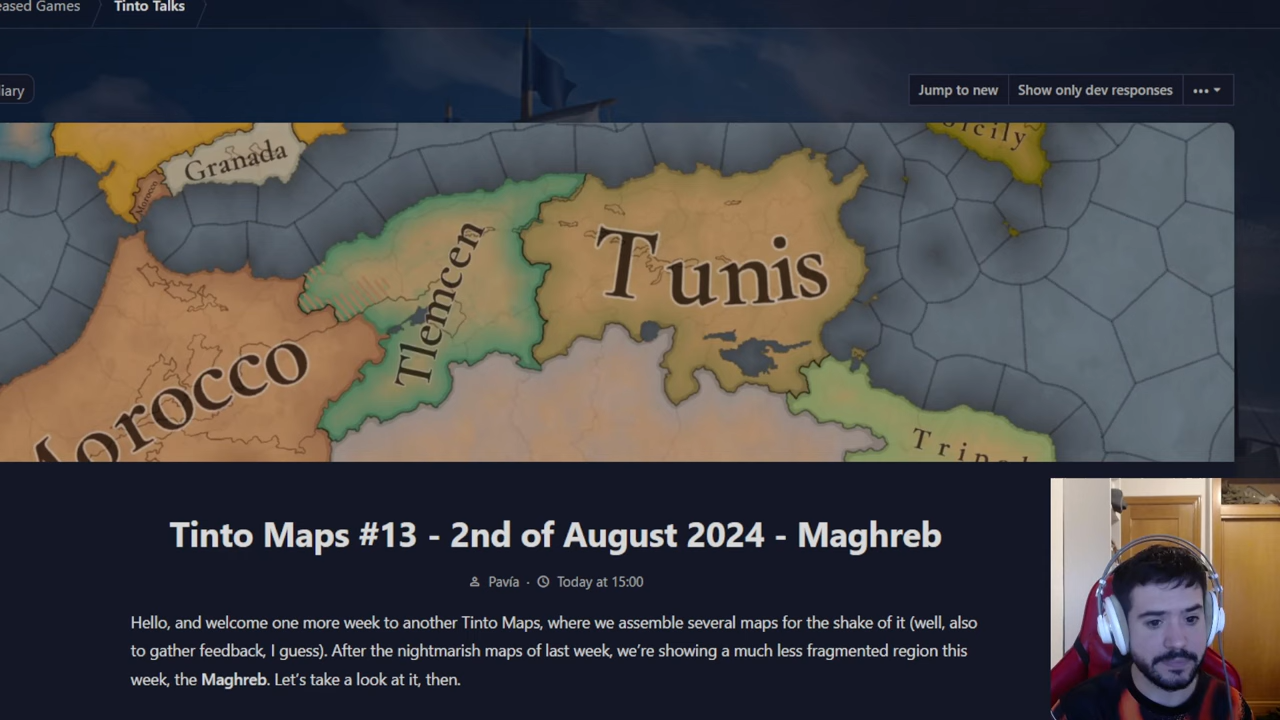 eased Games
Tinto Talks
iary
Jump to new
Show only dev responses
Granada
Sicily
Morocco
Tunis
Tlemcen
Morocco
Tripol
Tinto Maps #13 - 2nd of August 2024 - Maghreb
Pavía · Today at 15:00
Hello, and welcome one more week to another Tinto Maps, where we assemble several maps for the shake of it (well, also
to gather feedback, I guess). After the nightmarish maps of last week, we're showing a much less fragmented region this
week, the Maghreb. Let's take a look at it, then.